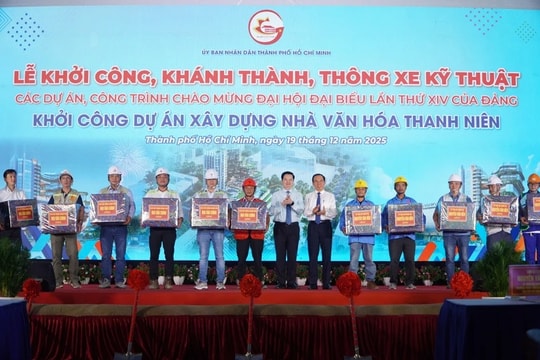 ỦY BAN NHÂN DÂN THÀNH PHỐ HỒ CHÍ MINH
LỄ KHỞI CÔNG, KHÁNH THÀNH, THÔNG XE KỸ THUẬT
CÁC DỰ ÁN, CÔNG TRÌNH CHÀO MỪNG ĐẠI HỘI ĐẠI BIỂU LẦN THỨ XIV CỦA ĐẢNG
KHỞI CÔNG DỰ ÁN XÂY DỰNG NHÀ VĂN HÓA THANH NIÊN
Thành phố Hồ Chí Minh, ngày 19 tháng 12 năm 2025